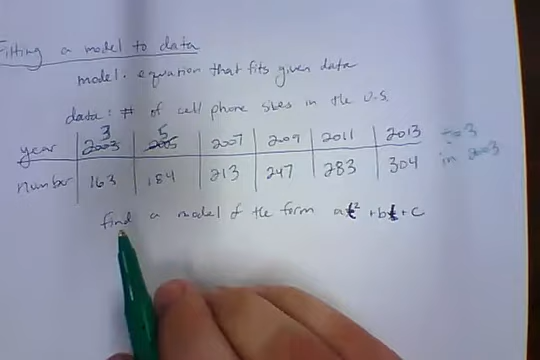 Fitting a model to data
model. equation that fits given data
data: # of cell phone sites in the U.S.
3 5
year 2003 2005 2007 2009 2011 2013 t=3
number 163 184 213 247 283 304 in 2003
find a model of the form at² + bt + c